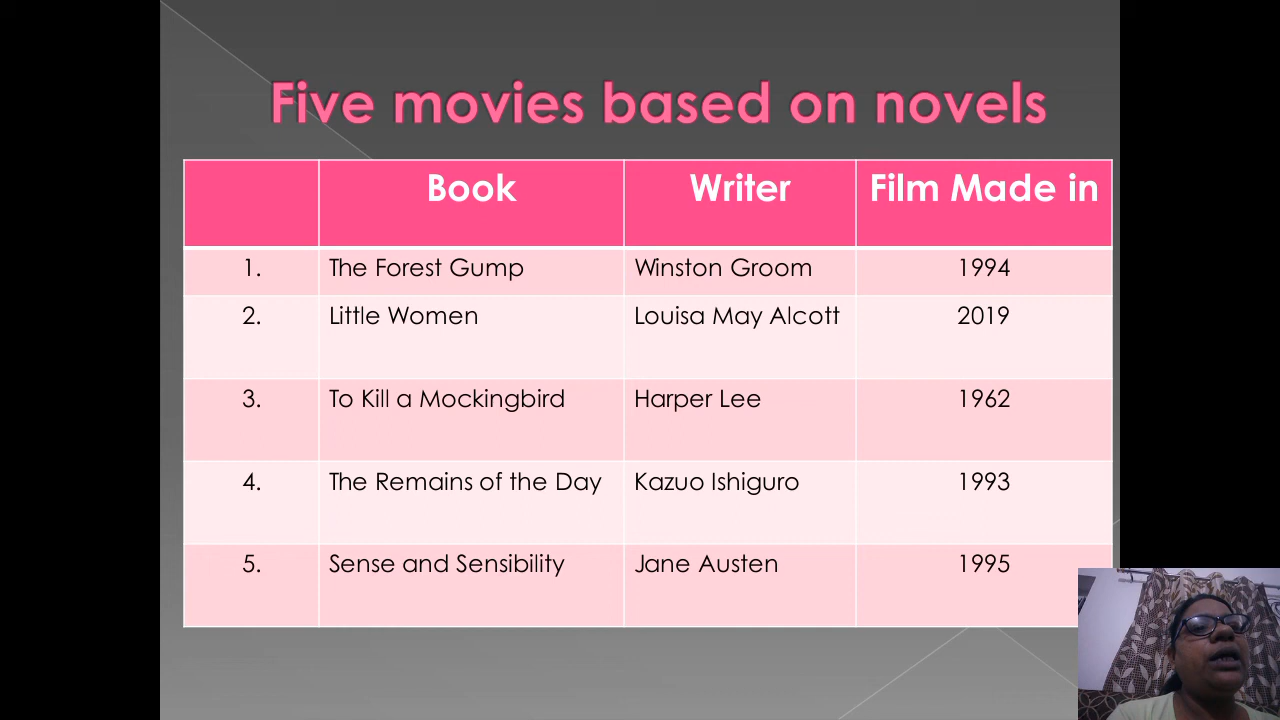 Five movies based on novels
Book Writer Film Made in
1. The Forest Gump Winston Groom 1994
2. Little Women Louisa May Alcott 2019
3. To Kill a Mockingbird Harper Lee 1962
4. The Remains of the Day Kazuo Ishiguro 1993
5. Sense and Sensibility Jane Austen 1995